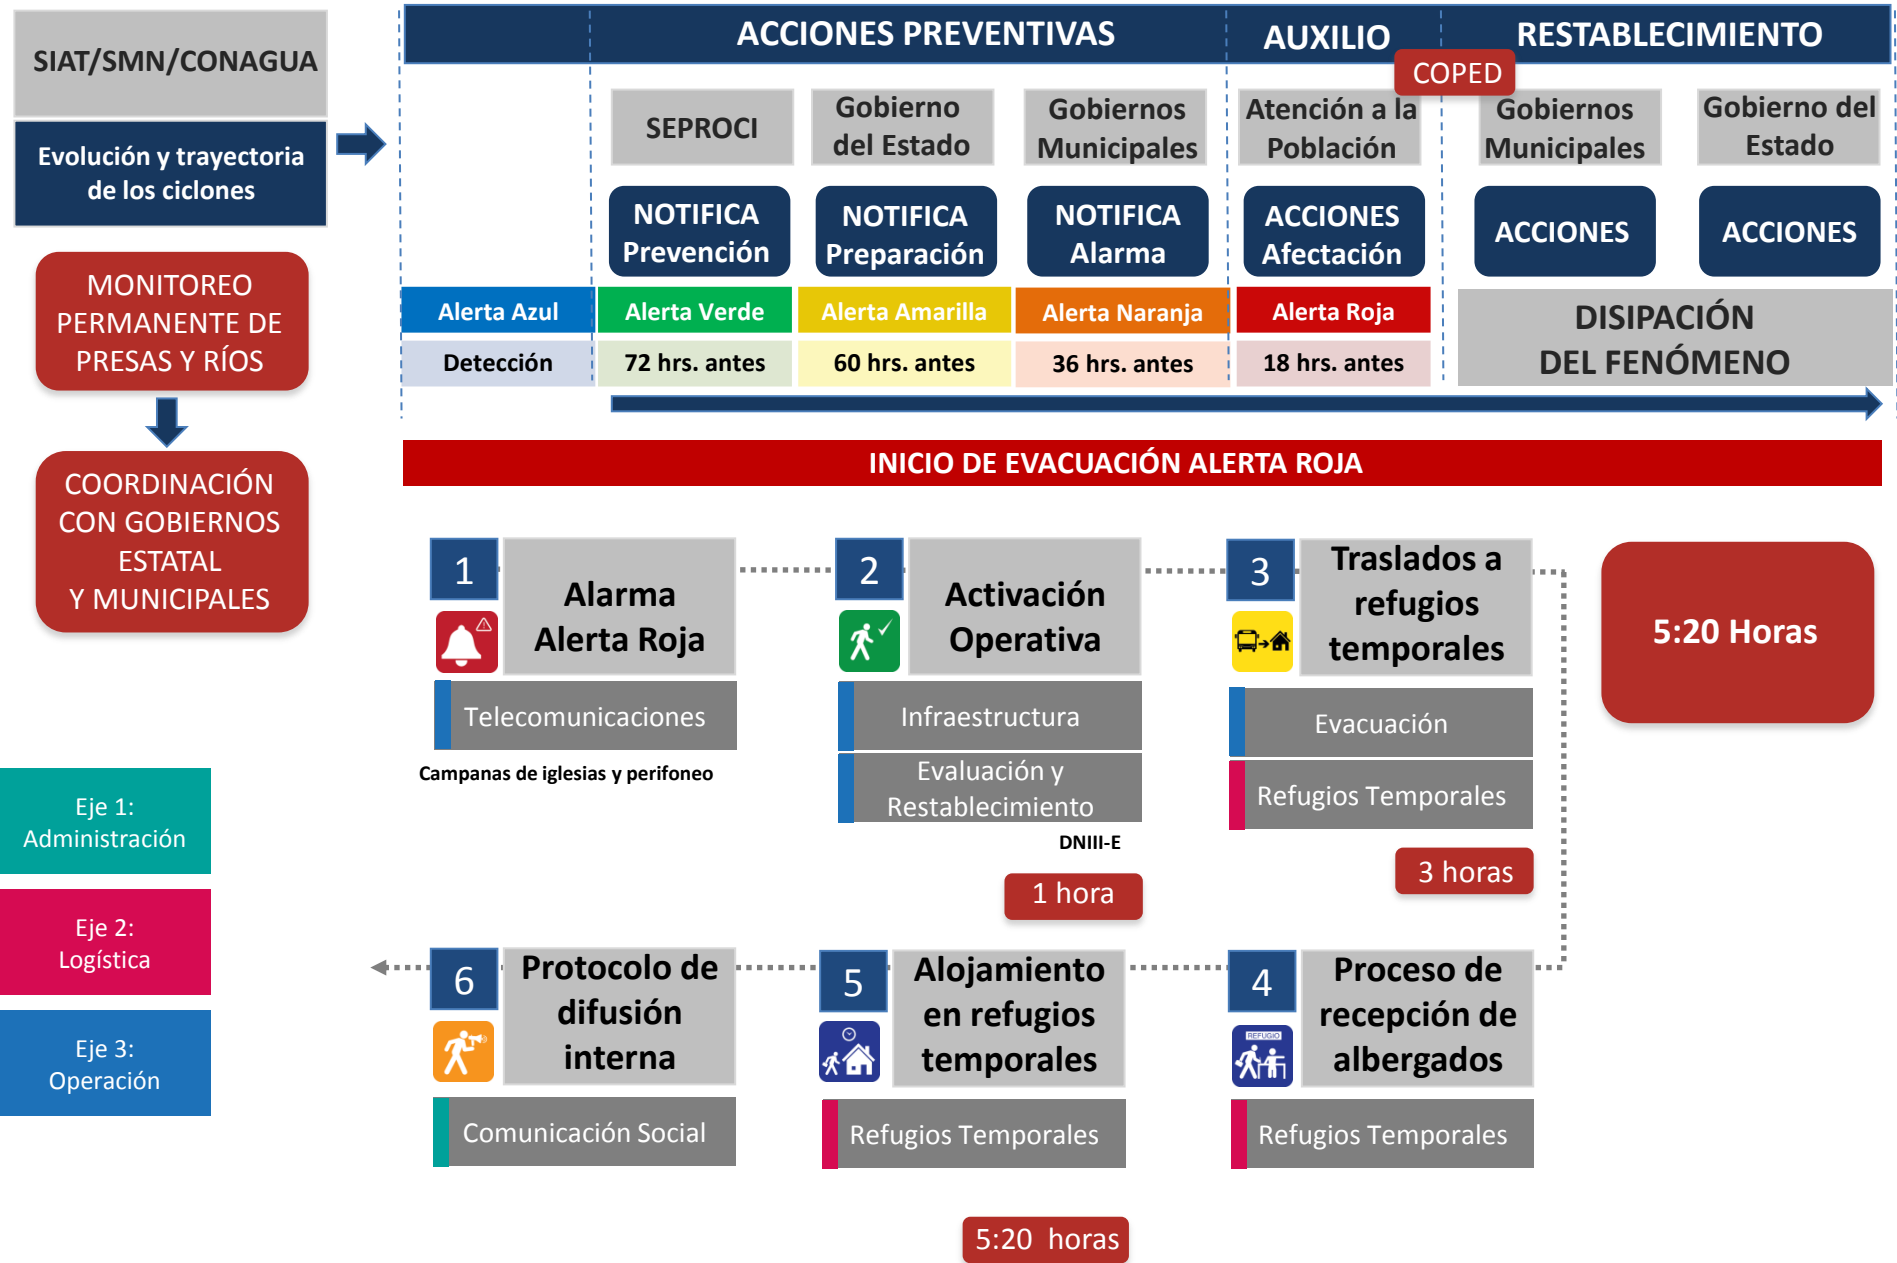 SIAT/SMN/CONAGUA
Evolución y trayectoria
de los ciclones
MONITOREO
PERMANENTE DE
PRESAS Y RÍOS
COORDINACIÓN
CON GOBIERNOS
ESTATAL
Y MUNICIPALES
ACCIONES PREVENTIVAS
AUXILIO
RESTABLECIMIENTO
COPED
SEPROCI
Gobierno
del Estado
Gobiernos
Municipales
Atención a la
Población
Gobiernos
Municipales
Gobierno del
Estado
NOTIFICA
Prevención
NOTIFICA
Preparación
NOTIFICA
Alarma
ACCIONES
Afectación
ACCIONES
ACCIONES
Alerta Azul
Alerta Verde
Alerta Amarilla
Alerta Naranja
Alerta Roja
Detección
72 hrs. antes
60 hrs. antes
36 hrs. antes
18 hrs. antes
DISIPACIÓN
DEL FENÓMENO
INICIO DE EVACUACIÓN ALERTA ROJA
1
Alarma
Alerta Roja
Telecomunicaciones
Campanas de iglesias y perifoneo
2
Activación
Operativa
Infraestructura
Evaluación y
Restablecimiento
DNIII-E
1 hora
3
Traslados a
refugios
temporales
Evacuación
Refugios Temporales
3 horas
5:20 Horas
Eje 1:
Administración
Eje 2:
Logística
Eje 3:
Operación
6
Protocolo de
difusión
interna
Comunicación Social
5
Alojamiento
en refugios
temporales
Refugios Temporales
5:20 horas
4
REFUGIO
Proceso de
recepción de
albergados
Refugios Temporales